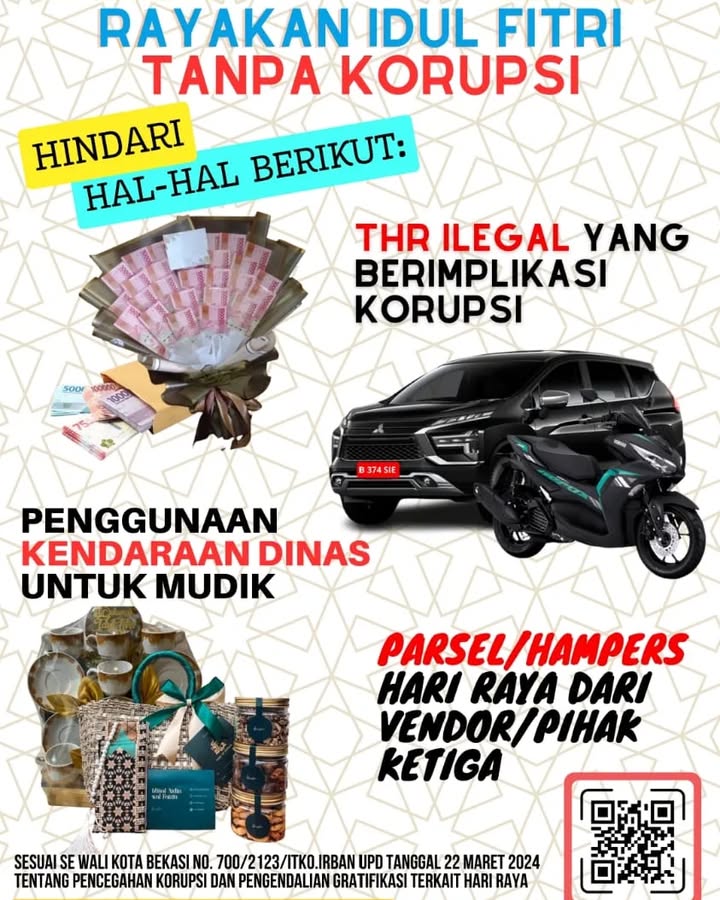 RAYAKAN IDUL FITRI
TANPA KORUPSI
HINDARI
HAL-HAL BERIKUT:
THR ILEGAL YANG
BERIMPLIKASI
KORUPSI
B 374 SIE
PENGGUNAAN
KENDARAAN DINAS
UNTUK MUDIK
PARSEL/HAMPERS
HARI RAYA DARI
VENDOR/PIHAK
KETIGA
SESUAI SE WALI KOTA BEKASI NO. 700/2123/ITKO.IRBAN UPD TANGGAL 22 MARET 2024
TENTANG PENCEGAHAN KORUPSI DAN PENGENDALIAN GRATIFIKASI TERKAIT HARI RAYA